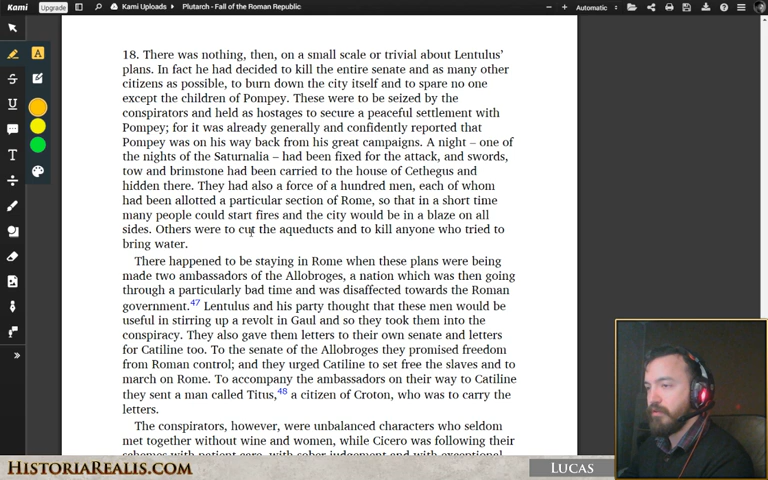 Kami
Upgrade
Kami Uploads
Plutarch - Fall of the Roman Republic
Automatic
18. There was nothing, then, on a small scale or trivial about Lentulus'
plans. In fact he had decided to kill the entire senate and as many other
citizens as possible, to burn down the city itself and to spare no one
except the children of Pompey. These were to be seized by the
conspirators and held as hostages to secure a peaceful settlement with
Pompey; for it was already generally and confidently reported that
Pompey was on his way back from his great campaigns. A night – one of
the nights of the Saturnalia – had been fixed for the attack, and swords,
tow and brimstone had been carried to the house of Cethegus and
hidden there. They had also a force of a hundred men, each of whom
had been allotted a particular section of Rome, so that in a short time
many people could start fires and the city would be in a blaze on all
sides. Others were to cut the aqueducts and to kill anyone who tried to
bring water.
There happened to be staying in Rome when these plans were being
made two ambassadors of the Allobroges, a nation which was then going
through a particularly bad time and was disaffected towards the Roman
government.47 Lentulus and his party thought that these men would be
useful in stirring up a revolt in Gaul and so they took them into the
conspiracy. They also gave them letters to their own senate and letters
for Catiline too. To the senate of the Allobroges they promised freedom
from Roman control; and they urged Catiline to set free the slaves and to
march on Rome. To accompany the ambassadors on their way to Catiline
they sent a man called Titus,48 a citizen of Croton, who was to carry the
letters.
The conspirators, however, were unbalanced characters who seldom
met together without wine and women, while Cicero was following their
schemes with patient care, with sober judgement and with exceptional
HISTORIAREALIS.COM
LUCAS